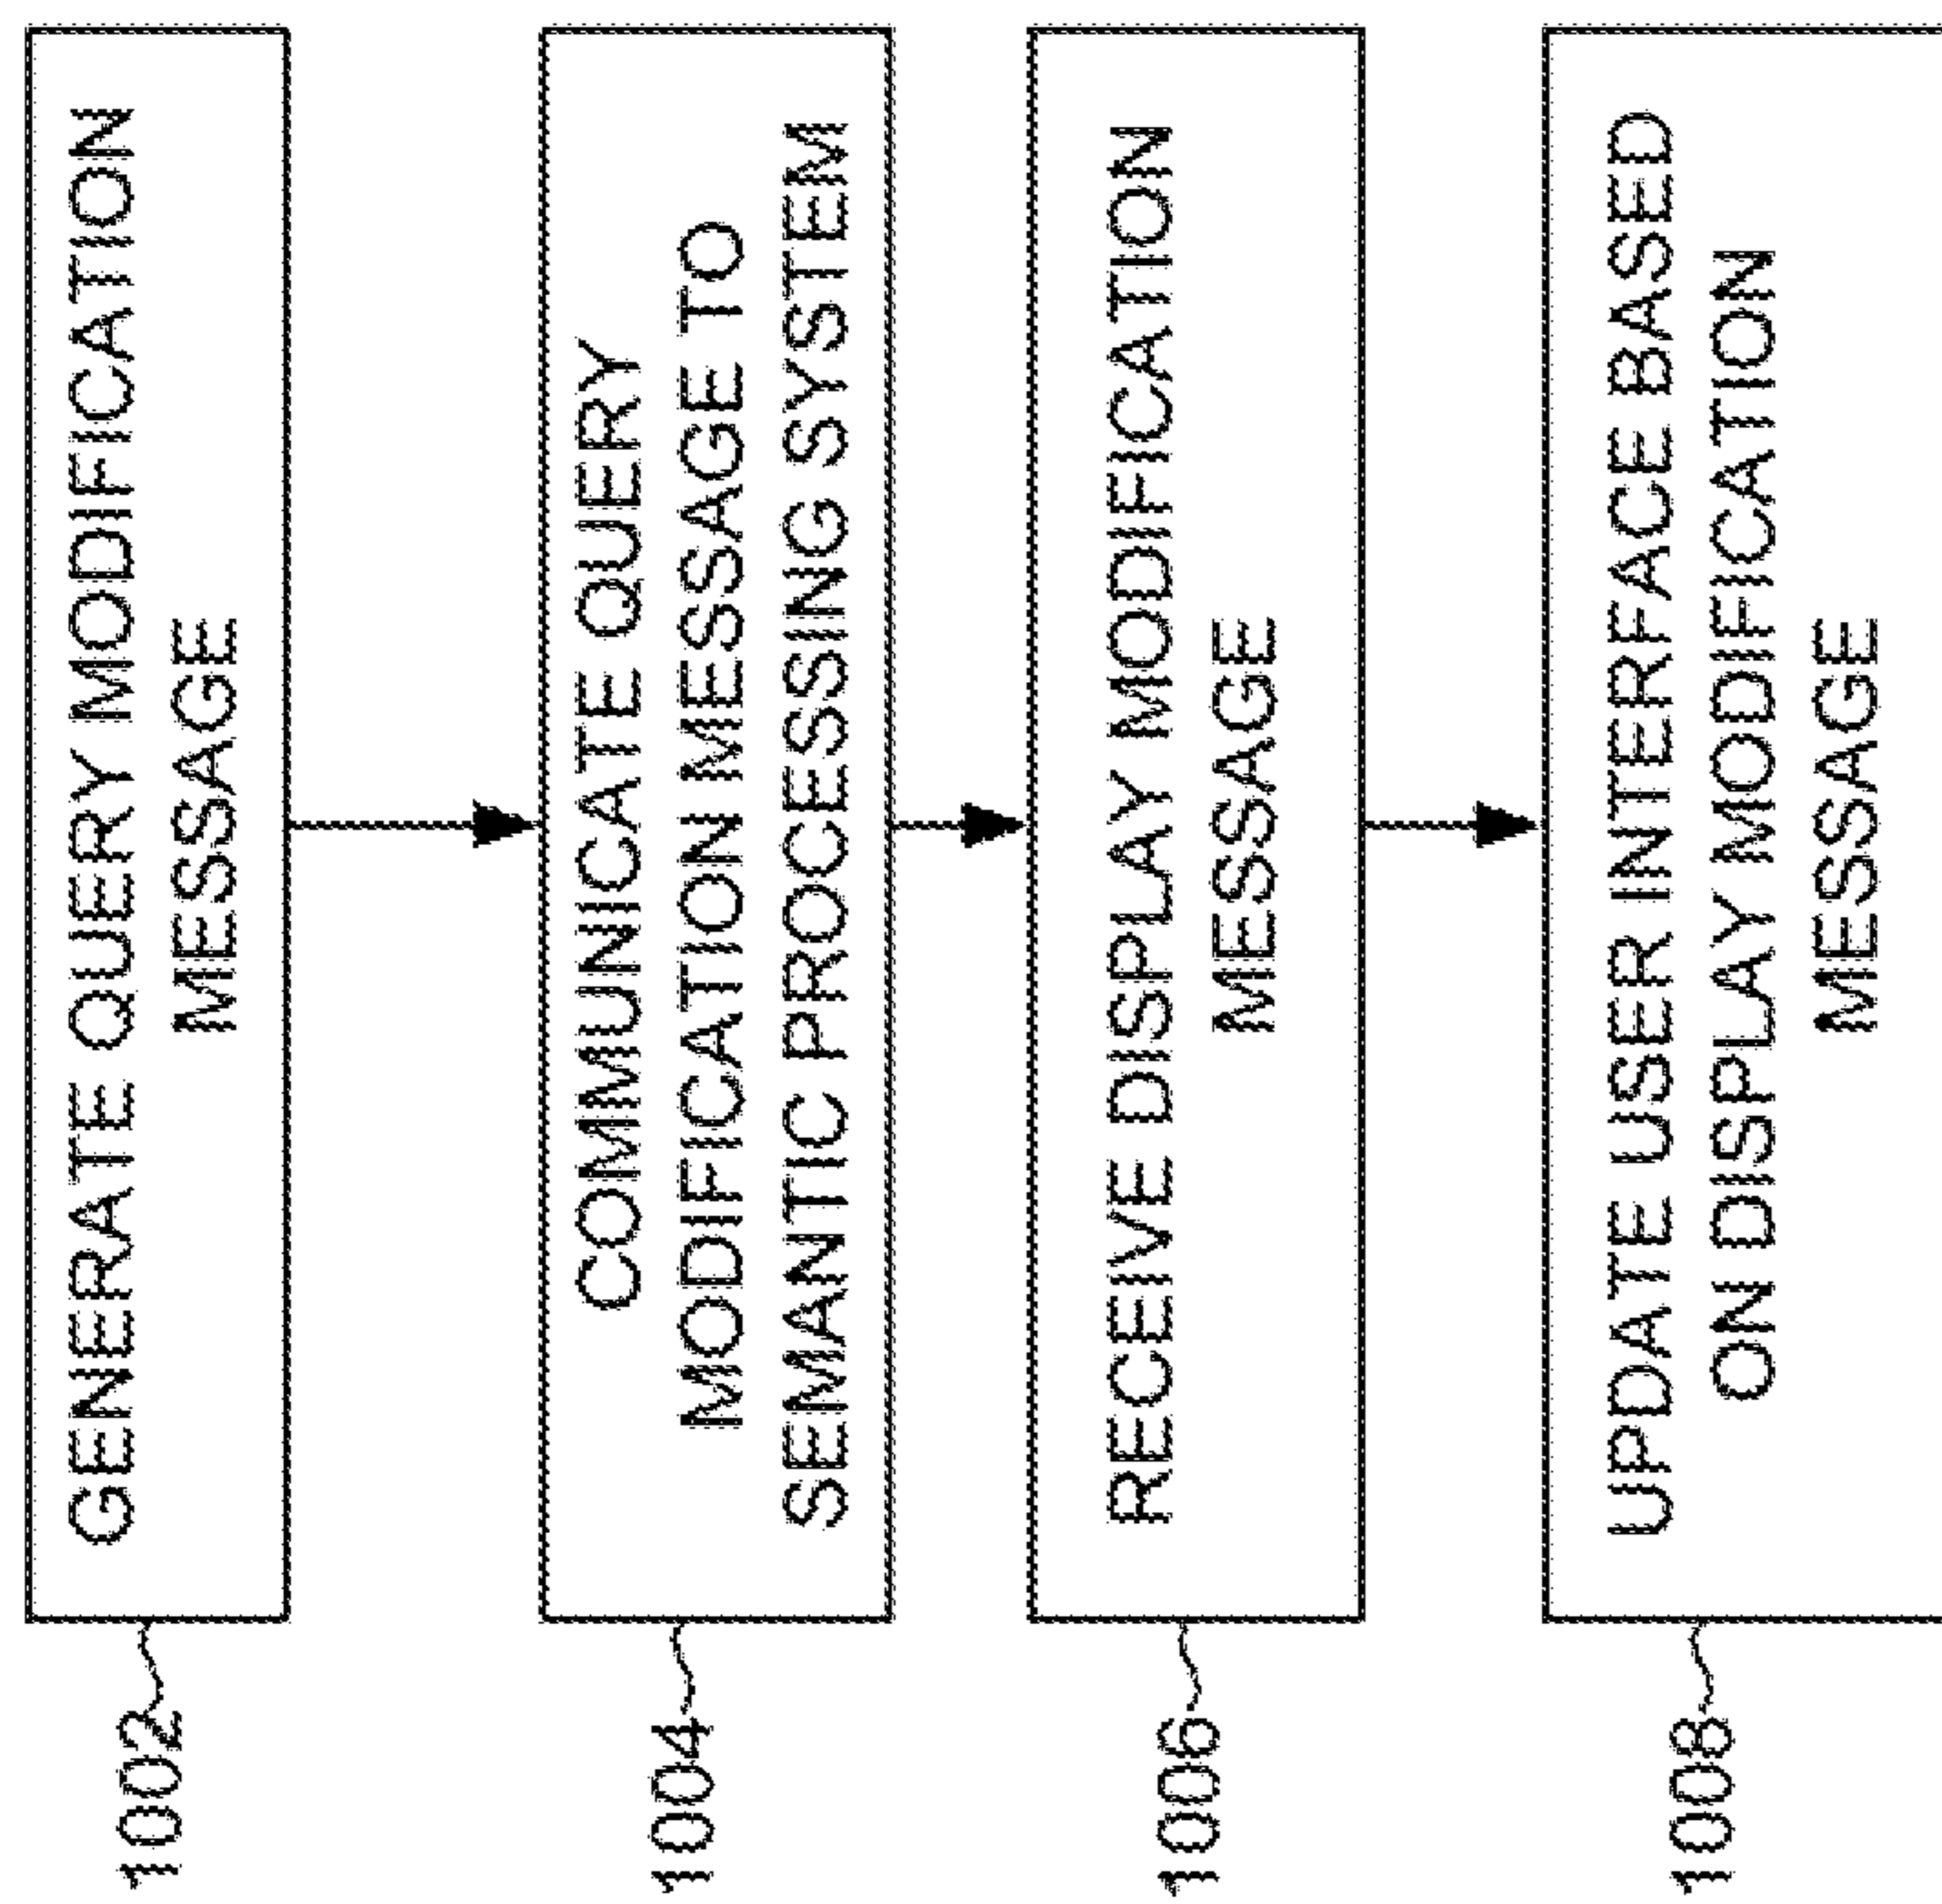 1002
GENERATE QUERY MODIFICATION
MESSAGE
1004
COMMUNICATE QUERY
MODIFICATION MESSAGE TO
SEMANTIC PROCESSING SYSTEM
1006
RECEIVE DISPLAY MODIFICATION
MESSAGE
1008
UPDATE USER INTERFACE BASED
ON DISPLAY MODIFICATION
MESSAGE